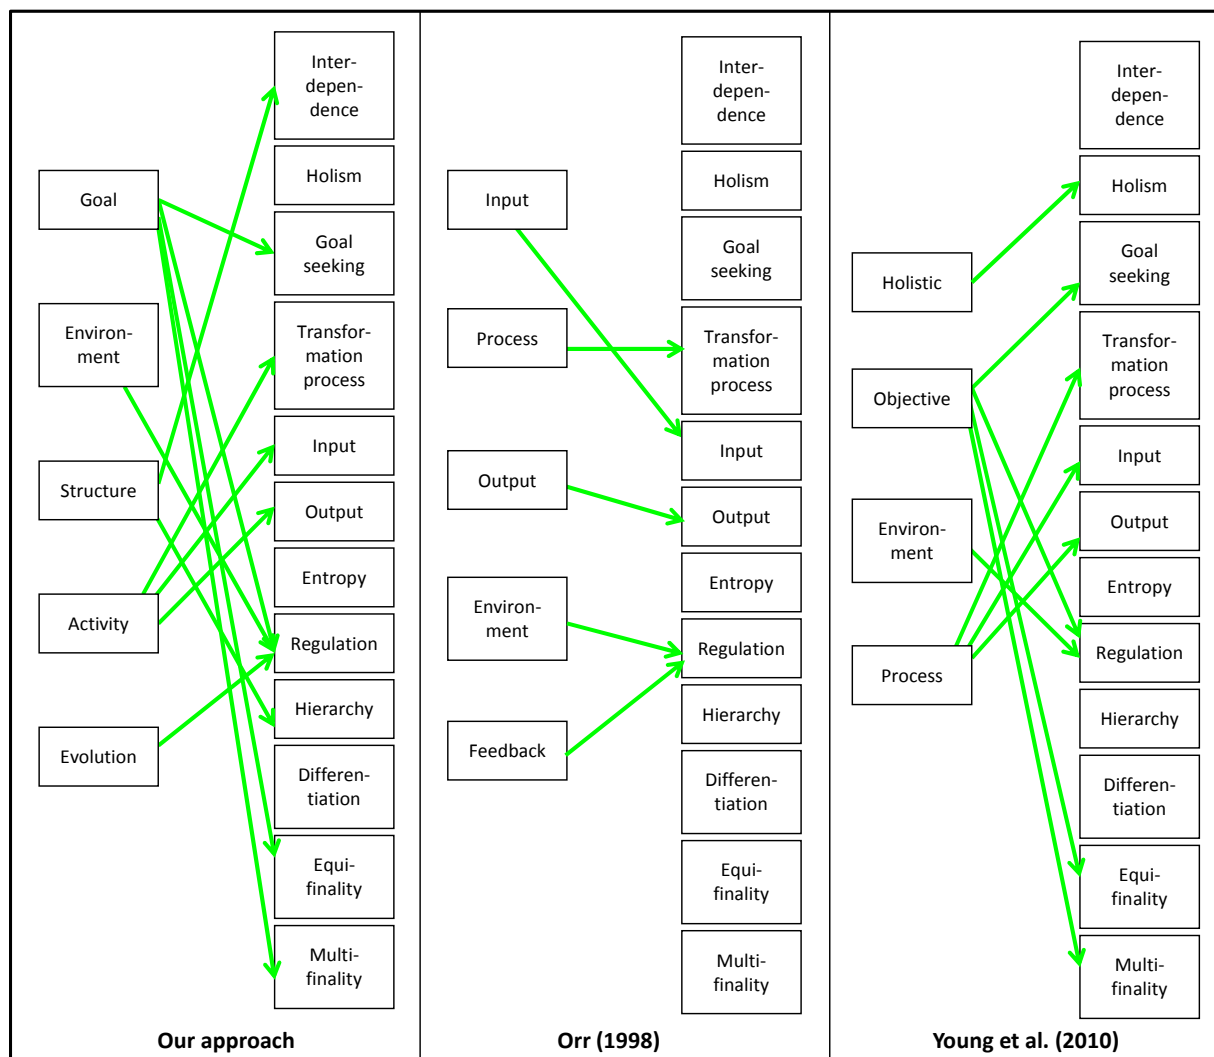 Inter-
depen-
dence
Holism
Goal
Goal
seeking
Environ-
ment
Transfor-
mation
process
Input
Structure
Output
Entropy
Activity
Regulation
Hierarchy
Evolution
Differen-
tiation
Equi-
finality
Multi-
finality
Our approach
Inter-
depen-
dence
Holism
Input
Goal
seeking
Process
Transfor-
mation
process
Input
Output
Output
Entropy
Environ-
ment
Regulation
Hierarchy
Feedback
Differen-
tiation
Equi-
finality
Multi-
finality
Orr (1998)
Inter-
depen-
dence
Holism
Goal
seeking
Holistic
Transfor-
mation
process
Objective
Input
Output
Environ-
ment
Entropy
Regulation
Process
Hierarchy
Differen-
tiation
Equi-
finality
Multi-
finality
Young et al. (2010)